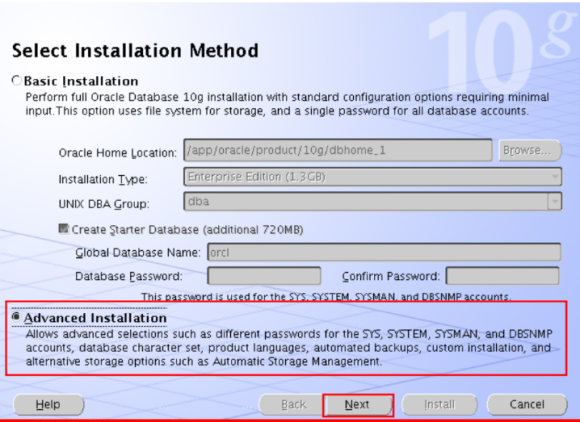 10g
Select Installation Method
Basic Installation
Perform full Oracle Database 10g installation with standard configuration options requiring minimal
input.This option uses file system for storage, and a single password for all database accounts.
Oracle Home Location: /app/oracle/product/10g/dbhome_1 Browse...
Installation Type: Enterprise Edition (1.3GB)
UNIX DBA Group: dba
Create Starter Database (additional 720MB)
Global Database Name: orcl
Database Password: Confirm Password:
This password is used for the SYS, SYSTEM, SYSMAN, and DBSNMP accounts.
Advanced Installation
Allows advanced selections such as different passwords for the SYS, SYSTEM, SYSMAN, and DBSNMP
accounts, database character set, product languages, automated backups, custom installation, and
alternative storage options such as Automatic Storage Management.
Help Back Next Install Cancel